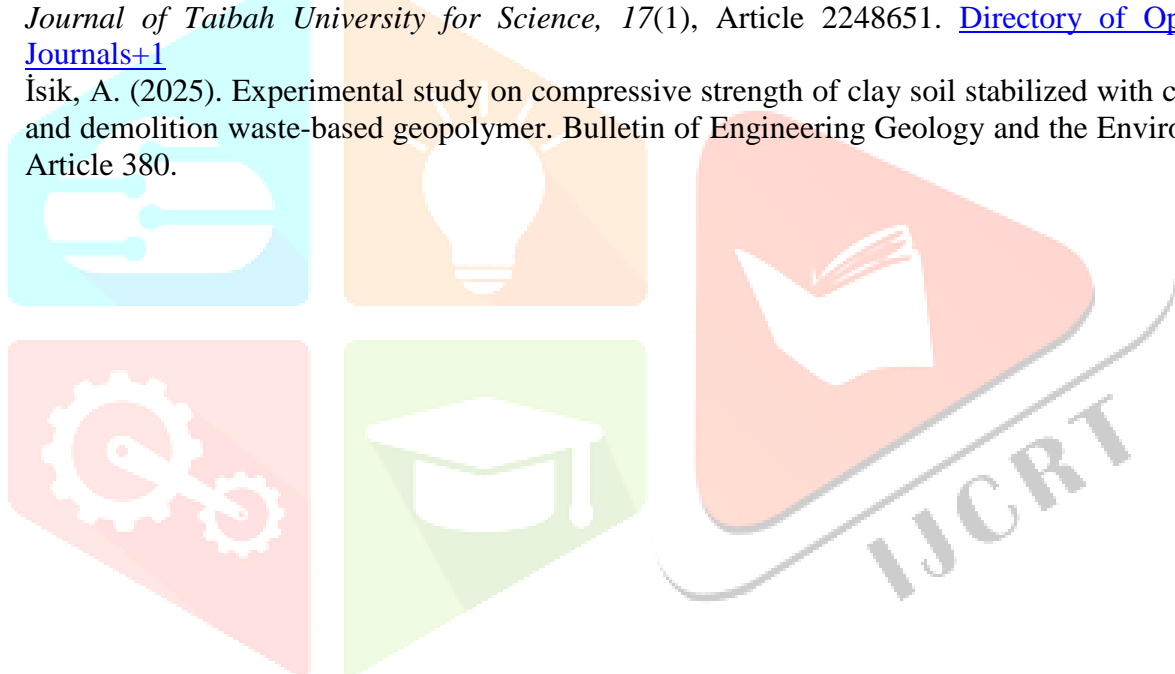 Journal of Taibah University for Science, 17(1), Article 2248651. Directory of Op
Journals+1
İsik, A. (2025). Experimental study on compressive strength of clay soil stabilized with c
and demolition waste-based geopolymer. Bulletin of Engineering Geology and the Enviro
Article 380.
IJCRT